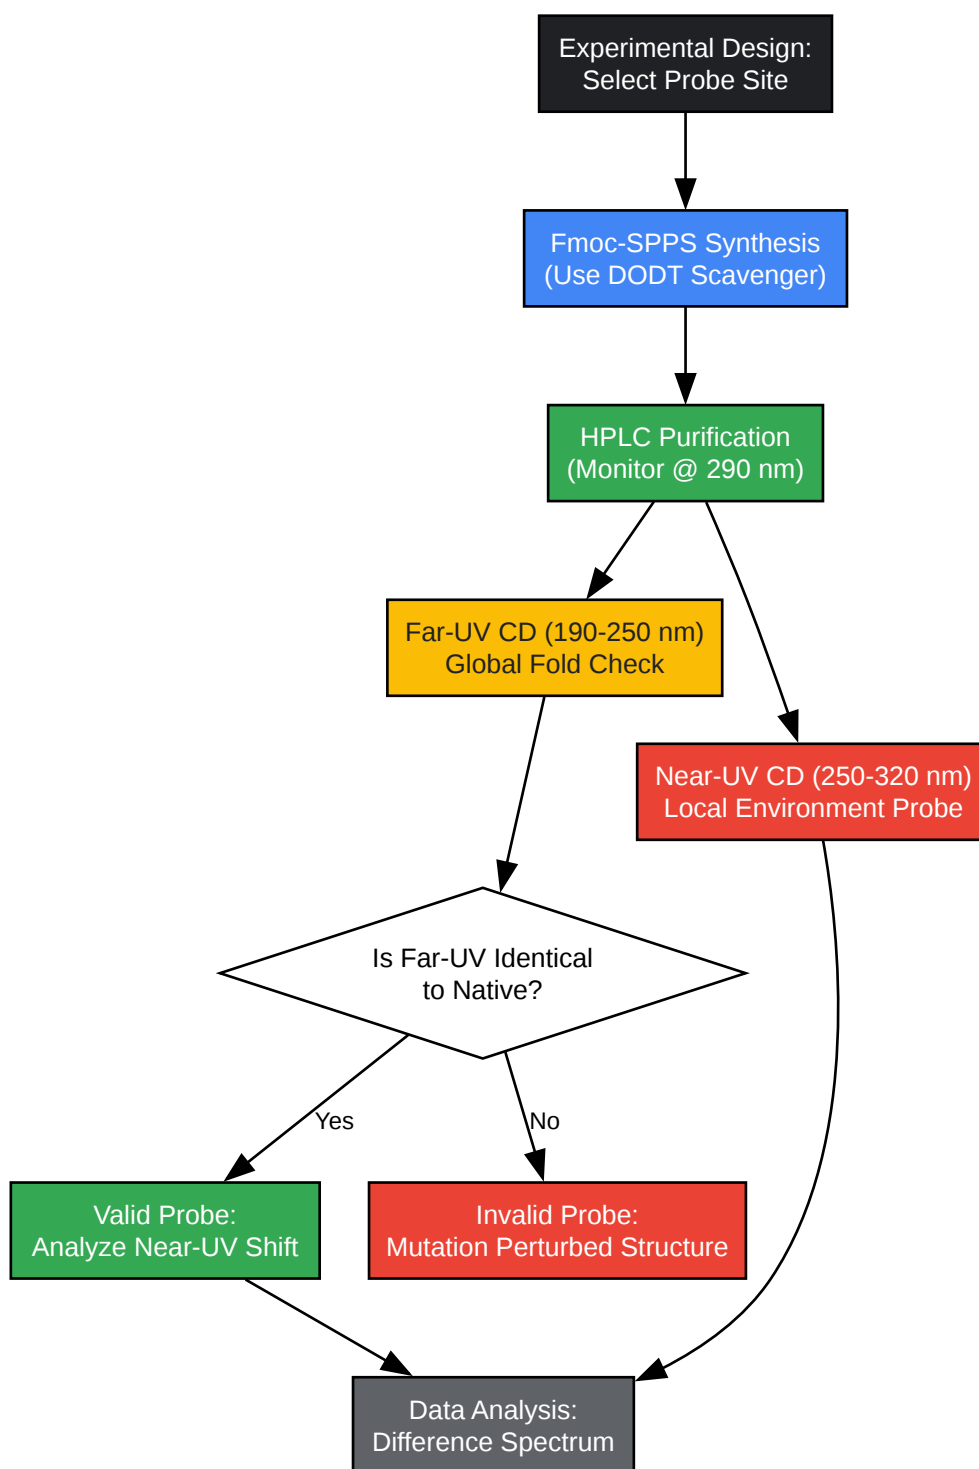 Experimental Design:
Select Probe Site
Fmoc-SPPS Synthesis
(Use DODT Scavenger)
HPLC Purification
(Monitor @ 290 nm)
Far-UV CD (190-250 nm)
Global Fold Check
Near-UV CD (250-320 nm)
Local Environment Probe
Is Far-UV Identical
to Native?
Yes
No
Valid Probe:
Analyze Near-UV Shift
Invalid Probe:
Mutation Perturbed Structure
Data Analysis:
Difference Spectrum